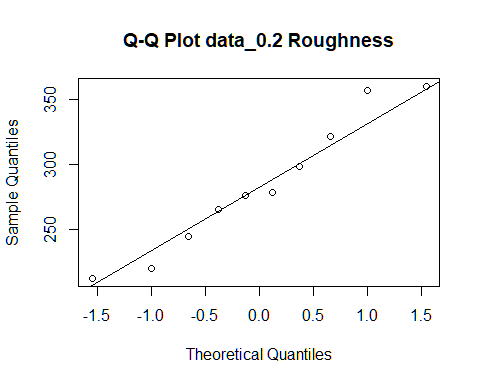 Q-Q Plot data_0.2 Roughness
Sample Quantiles
350
300
250
-1.5 -1.0 -0.5 0.0 0.5 1.0 1.5
Theoretical Quantiles